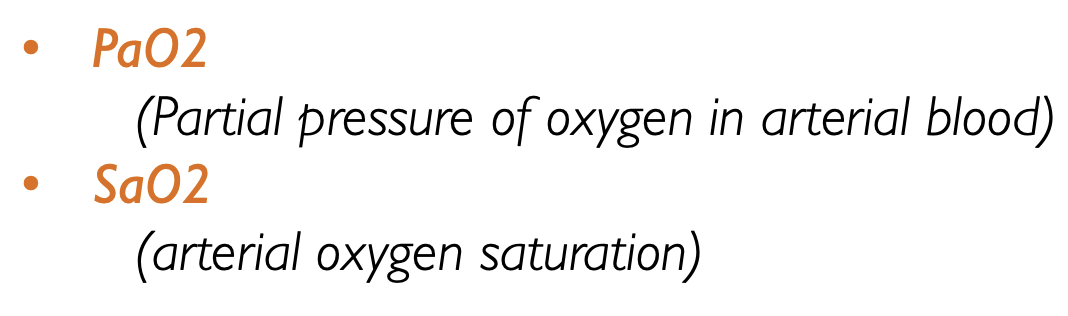 • PaO2
(Partial pressure of oxygen in arterial blood)
• SaO2
(arterial oxygen saturation)